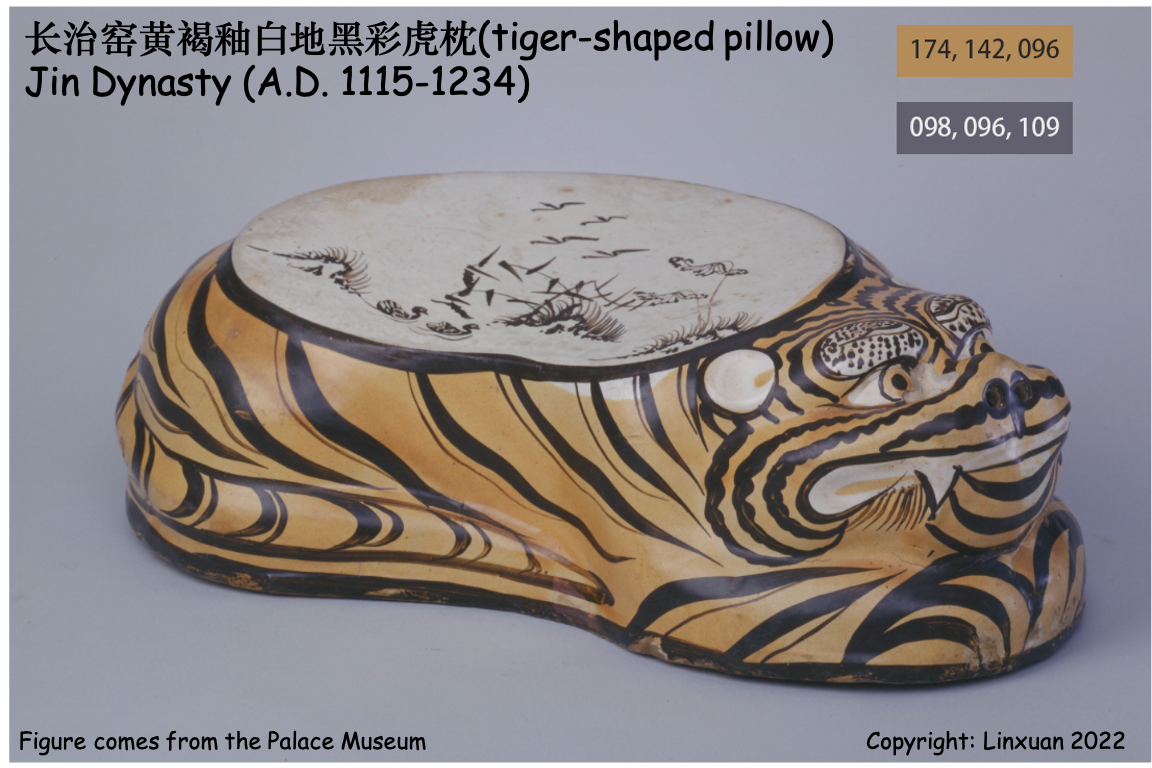 长治窑黄褐釉白地黑彩虎枕(tiger-shaped pillow)
Jin Dynasty (A.D. 1115-1234)
174, 142, 096
098, 096, 109
Figure comes from the Palace Museum
Copyright: Linxuan 2022